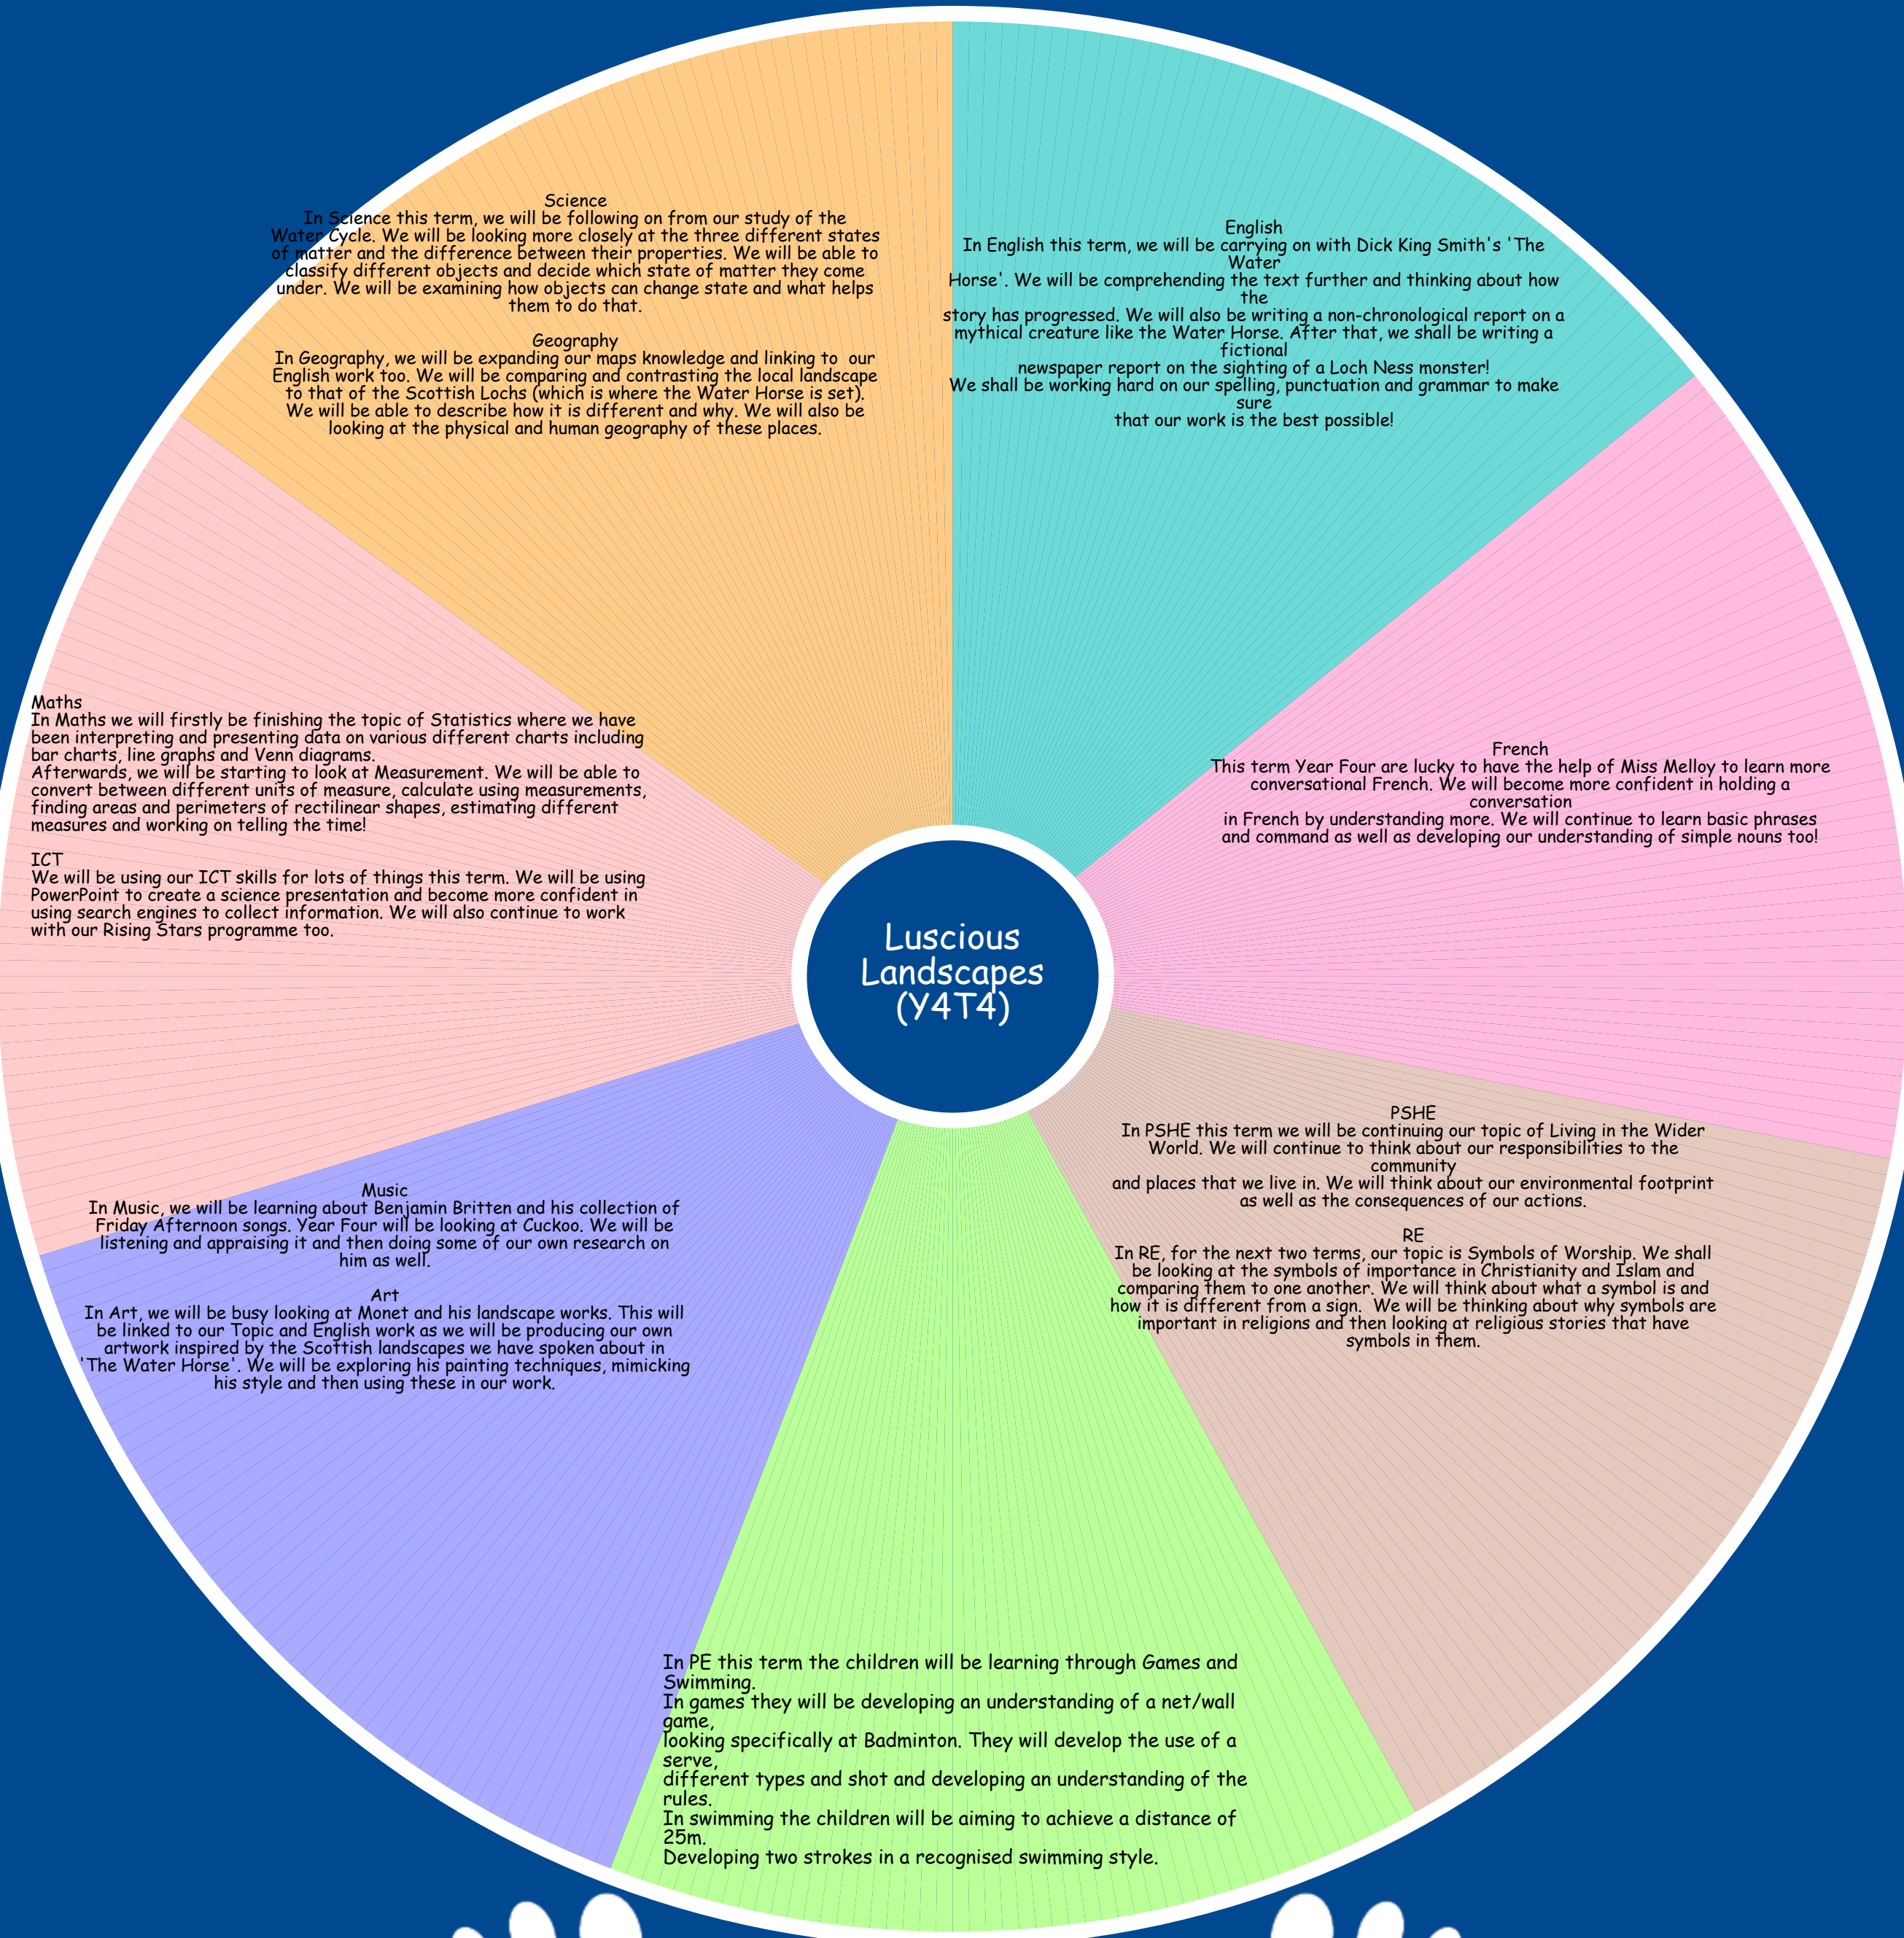 Science
In Science this term, we will be following on from our study of the
Water Cycle. We will be looking more closely at the three different states
of matter and the difference between their properties. We will be able to
classify different objects and decide which state of matter they come
under. We will be examining how objects can change state and what helps
them to do that.
Geography
In Geography, we will be expanding our maps knowledge and linking to  our
English work too. We will be comparing and contrasting the local landscape
to that of the Scottish Lochs (which is where the Water Horse is set).
We will be able to describe how it is different and why. We will also be
looking at the physical and human geography of these places.
English
In English this term, we will be carrying on with Dick King Smith's 'The
Water
Horse'. We will be comprehending the text further and thinking about how
the
story has progressed. We will also be writing a non-chronological report on a
mythical creature like the Water Horse. After that, we shall be writing a
fictional
newspaper report on the sighting of a Loch Ness monster!
We shall be working hard on our spelling, punctuation and grammar to make
sure
that our work is the best possible!
Maths
In Maths we will firstly be finishing the topic of Statistics where we have
been interpreting and presenting data on various different charts including
bar charts, line graphs and Venn diagrams.
Afterwards, we will be starting to look at Measurement. We will be able to
convert between different units of measure, calculate using measurements,
finding areas and perimeters of rectilinear shapes, estimating different
measures and working on telling the time!
ICT
We will be using our ICT skills for lots of things this term. We will be using
PowerPoint to create a science presentation and become more confident in
using search engines to collect information. We will also continue to work
with our Rising Stars programme too.
French
This term Year Four are lucky to have the help of Miss Melloy to learn more
conversational French. We will become more confident in holding a
conversation
in French by understanding more. We will continue to learn basic phrases
and command as well as developing our understanding of simple nouns too!
Luscious
Landscapes
(Y4T4)
PSHE
In PSHE this term we will be continuing our topic of Living in the Wider
World. We will continue to think about our responsibilities to the
community
and places that we live in. We will think about our environmental footprint
as well as the consequences of our actions.
RE
In RE, for the next two terms, our topic is Symbols of Worship. We shall
be looking at the symbols of importance in Christianity and Islam and
comparing them to one another. We will think about what a symbol is and
how it is different from a sign.  We will be thinking about why symbols are
important in religions and then looking at religious stories that have
symbols in them.
Music
In Music, we will be learning about Benjamin Britten and his collection of
Friday Afternoon songs. Year Four will be looking at Cuckoo. We will be
listening and appraising it and then doing some of our own research on
him as well.
Art
In Art, we will be busy looking at Monet and his landscape works. This will
be linked to our Topic and English work as we will be producing our own
artwork inspired by the Scottish landscapes we have spoken about in
'The Water Horse'. We will be exploring his painting techniques, mimicking
his style and then using these in our work.
In PE this term the children will be learning through Games and
Swimming.
In games they will be developing an understanding of a net/wall
game,
looking specifically at Badminton. They will develop the use of a
serve,
different types and shot and developing an understanding of the
rules.
In swimming the children will be aiming to achieve a distance of
25m.
Developing two strokes in a recognised swimming style.